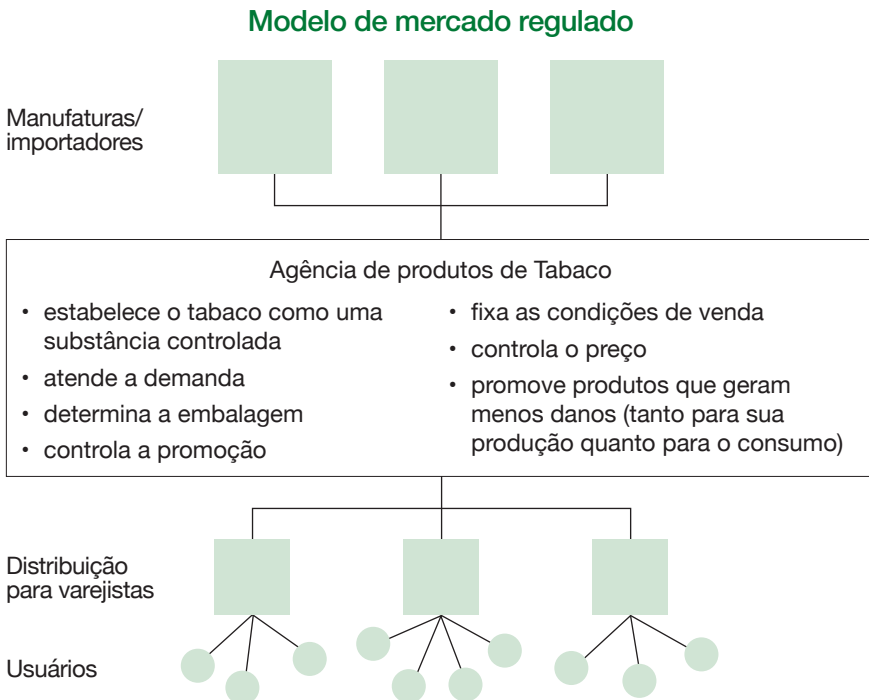 Modelo de mercado regulado
Manufaturas/
importadores
Agência de produtos de Tabaco
• estabelece o tabaco como uma
substância controlada
• atende a demanda
• determina a embalagem
• controla a promoção
• fixa as condições de venda
• controla o preço
• promove produtos que geram
menos danos (tanto para sua
produção quanto para o consumo)
Distribuição
para varejistas
Usuários